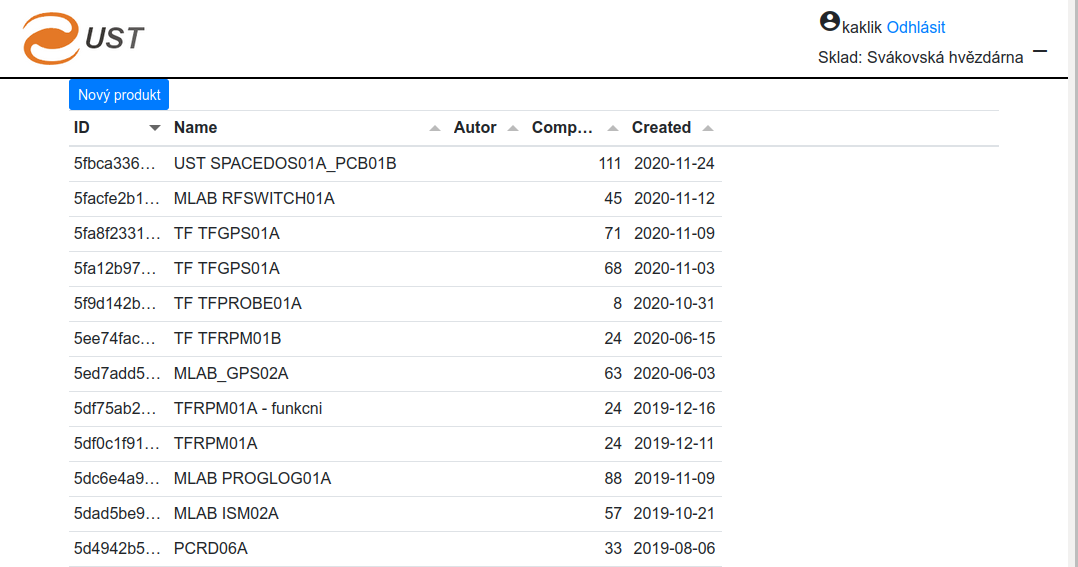 UST
kaklik Odhlásit
Sklad: Svákovská hvězdárna
Nový produkt
ID Name Autor Comp... Created
5fbca336... UST SPACEDOS01A_PCB01B 111 2020-11-24
5facfe2b1... MLAB RFSWITCH01A 45 2020-11-12
5fa8f2331... TF TFGPS01A 71 2020-11-09
5fa12b97... TF TFGPS01A 68 2020-11-03
5f9d142b... TF TFPROBE01A 8 2020-10-31
5ee74fac... TF TFRPM01B 24 2020-06-15
5ed7add5... MLAB_GPS02A 63 2020-06-03
5df75ab2... TFRPM01A - funkcni 24 2019-12-16
5df0c1f91... TFRPM01A 24 2019-12-11
5dc6e4a9... MLAB PROGLOG01A 88 2019-11-09
5dad5be9... MLAB ISM02A 57 2019-10-21
5d4942b5... PCRD06A 33 2019-08-06